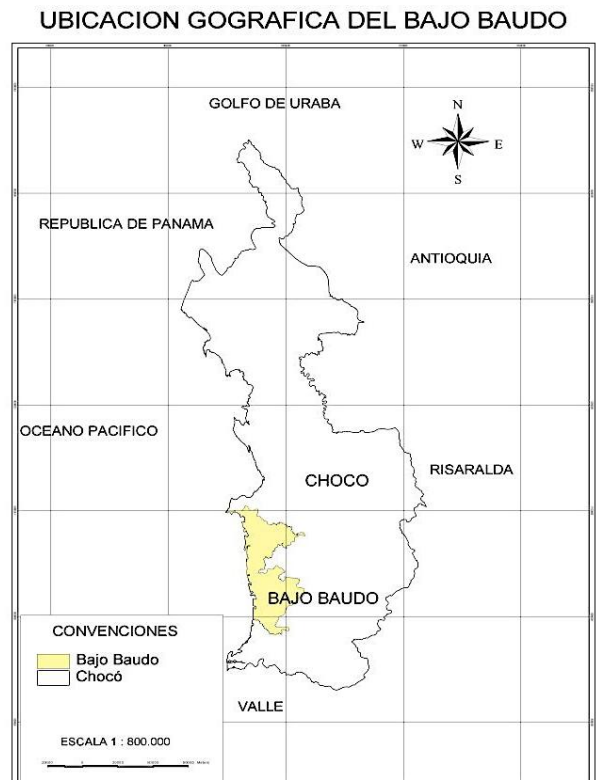 UBICACION GOGRAFICA DEL BAJO BAUDO
GOLFO DE URABA
N
W
E
S
REPUBLICA DE PANAMA
ANTIOQUIA
OCEANO PACIFICO
RISARALDA
CHOCO
BAJO BAUDO
CONVENCIONES
Bajo Baudo
Chocó
VALLE
ESCALA 1 : 800.000